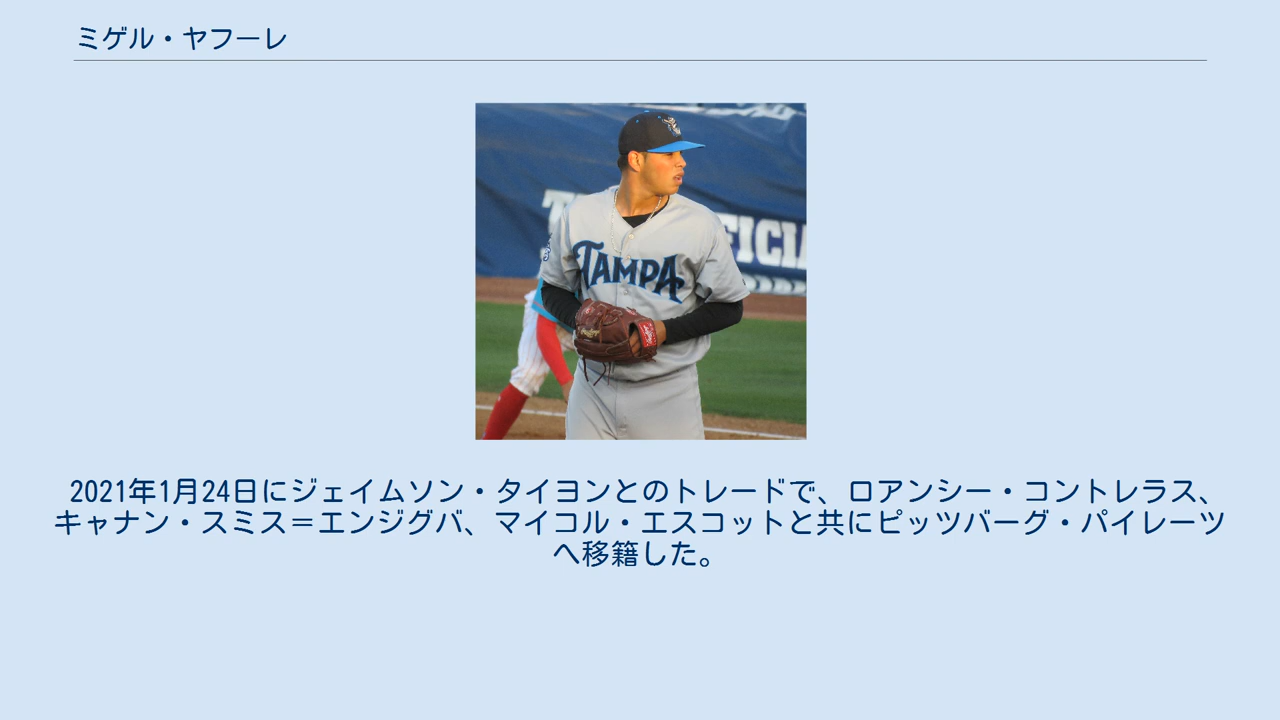 ミゲル・ヤフーレ
TAMPA
FICIA
2021年1月24日にジェイムソン・タイヨンとのトレードで、ロアンシー・コントレラス、
キャナン・スミス＝エンジグバ、マイコル・エスコットと共にピッツバーグ・パイレーツ
へ移籍した。